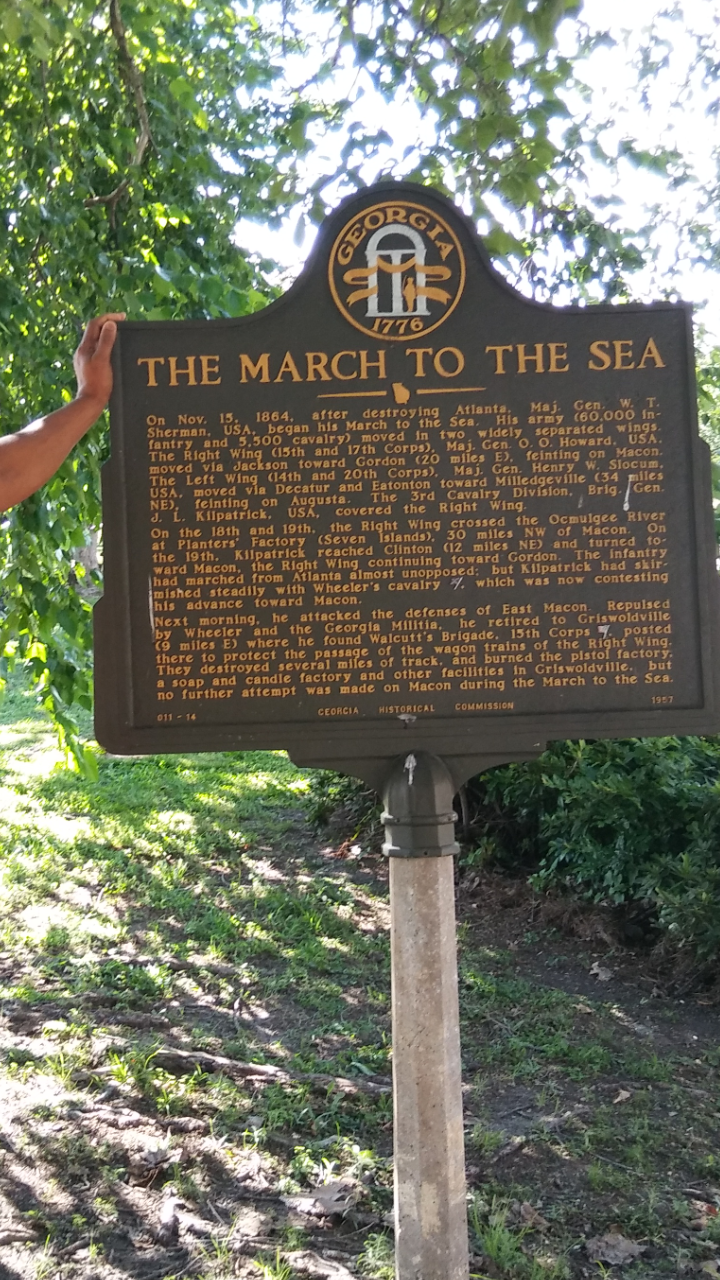 GEORGIA
1776
THE MARCH TO THE SEA
On Nov. 15, 1864, after destroying Atlanta, Maj. Gen. W. T.
Sherman, USA, began his March to the Sea. His army (60,000 in-
fantry and 5,500 cavalry) moved in two widely separated wings.
The Right Wing (15th and 17th Corps), Maj. Gen. O. O. Howard, USA,
moved via Jackson toward Gordon (20 miles E), feinting on Macon.
The Left Wing (14th and 20th Corps), Maj. Gen. Henry W. Slocum,
USA, moved via Decatur and Eatonton toward Milledgeville (34 miles
NE), feinting on Augusta. The 3rd Cavalry Division, Brig. Gen.
J. L. Kilpatrick, USA, covered the Right Wing.
On the 18th and 19th, the Right Wing crossed the Ocmulgee River
at Planters' Factory (Seven Islands), 30 miles NW of Macon. On
the 19th, Kilpatrick reached Clinton (12 miles NE) and turned to-
ward Macon, the Right Wing continuing toward Gordon. The infantry
had marched from Atlanta almost unopposed; but Kilpatrick had skir-
mished steadily with Wheeler's cavalry which was now contesting
his advance toward Macon.
Next morning, he attacked the defenses of East Macon. Repulsed
by Wheeler and the Georgia Militia, he retired to Griswoldville
(9 miles E) where he found Walcutt's Brigade, 15th Corps posted
there to protect the passage of the wagon trains of the Right Wing.
They destroyed several miles of track, and burned the pistol factory,
a soap and candle factory and other facilities in Griswoldville, but
no further attempt was made on Macon during the March to the Sea.
011-14 GEORGIA HISTORICAL COMMISSION 1957